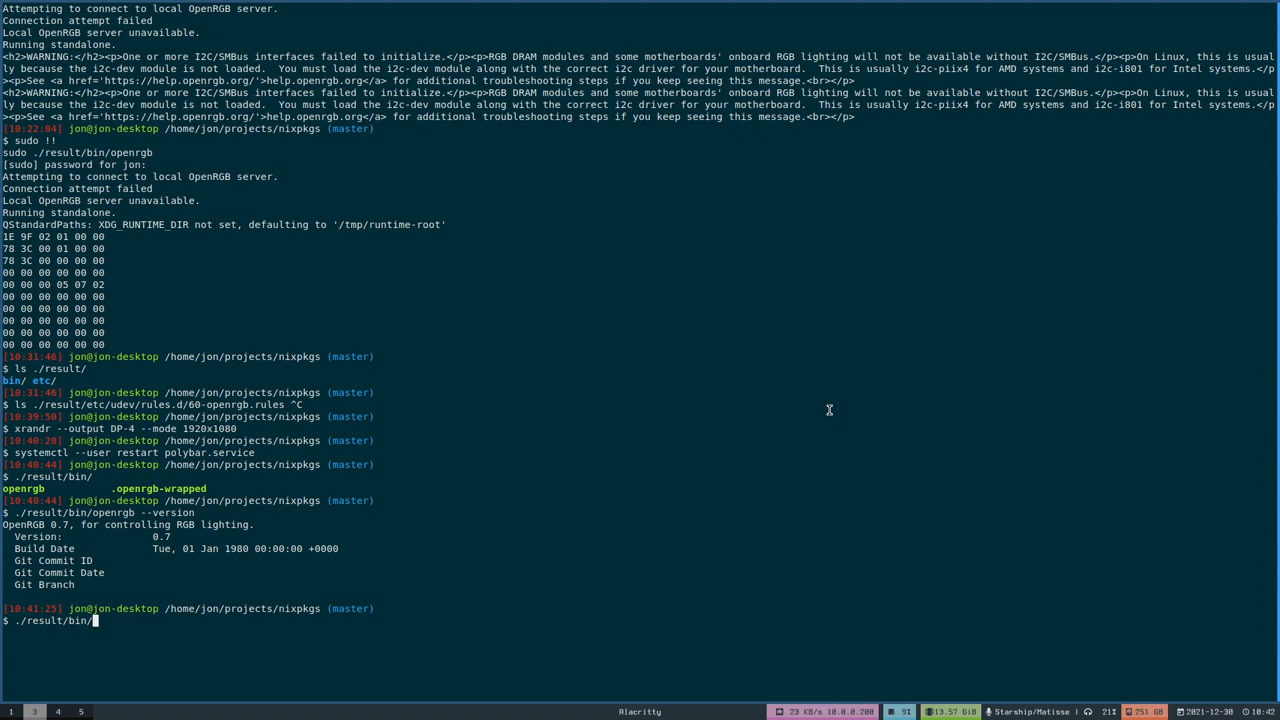 Attempting to connect to local OpenRGB server.
Connection attempt failed
Local OpenRGB server unavailable.
Running standalone.
<h2>WARNING:</h2><p>One or more I2C/SMBus interfaces failed to initialize.</p><p>RGB DRAM modules and some motherboards' onboard RGB lighting will not be available without I2C/SMBus.</p><p>On Linux, this is usual
ly because the i2c-dev module is not loaded.  You must load the i2c-dev module along with the correct i2c driver for your motherboard.  This is usually i2c-piix4 for AMD systems and i2c-i801 for Intel systems.</p
><p>See <a href='https://help.openrgb.org/'>help.openrgb.org</a> for additional troubleshooting steps if you keep seeing this message.<br></p>
<h2>WARNING:</h2><p>One or more I2C/SMBus interfaces failed to initialize.</p><p>RGB DRAM modules and some motherboards' onboard RGB lighting will not be available without I2C/SMBus.</p><p>On Linux, this is usual
ly because the i2c-dev module is not loaded.  You must load the i2c-dev module along with the correct i2c driver for your motherboard.  This is usually i2c-piix4 for AMD systems and i2c-i801 for Intel systems.</p
><p>See <a href='https://help.openrgb.org/'>help.openrgb.org</a> for additional troubleshooting steps if you keep seeing this message.<br></p>
[10:22:04] jon@jon-desktop /home/jon/projects/nixpkgs (master)
$ sudo !!
sudo ./result/bin/openrgb
[sudo] password for jon:
Attempting to connect to local OpenRGB server.
Connection attempt failed
Local OpenRGB server unavailable.
Running standalone.
QStandardPaths: XDG_RUNTIME_DIR not set, defaulting to '/tmp/runtime-root'
1E 9F 02 01 00 00
78 3C 00 01 00 00
78 3C 00 00 00 00
00 00 00 00 00 00
00 00 00 05 07 02
00 00 00 00 00 00
00 00 00 00 00 00
00 00 00 00 00 00
00 00 00 00 00 00
00 00 00 00 00 00
[10:31:46] jon@jon-desktop /home/jon/projects/nixpkgs (master)
$ ls ./result/
bin/ etc/
[10:31:46] jon@jon-desktop /home/jon/projects/nixpkgs (master)
$ ls ./result/etc/udev/rules.d/60-openrgb.rules ^C
[10:39:50] jon@jon-desktop /home/jon/projects/nixpkgs (master)
$ xrandr --output DP-4 --mode 1920x1080
[10:40:28] jon@jon-desktop /home/jon/projects/nixpkgs (master)
$ systemctl --user restart polybar.service
[10:40:44] jon@jon-desktop /home/jon/projects/nixpkgs (master)
$ ./result/bin/
openrgb           .openrgb-wrapped
[10:40:44] jon@jon-desktop /home/jon/projects/nixpkgs (master)
$ ./result/bin/openrgb --version
OpenRGB 0.7, for controlling RGB lighting.
  Version:               0.7
  Build Date             Tue, 01 Jan 1980 00:00:00 +0000
  Git Commit ID
  Git Commit Date
  Git Branch
[10:41:25] jon@jon-desktop /home/jon/projects/nixpkgs (master)
$ ./result/bin/
1 3 4 5 Alacritty 23 KB/s 10.0.0.200 9% 13.57 GiB Starship/Matisse | 21% 251 GB 2021-12-30 10:42